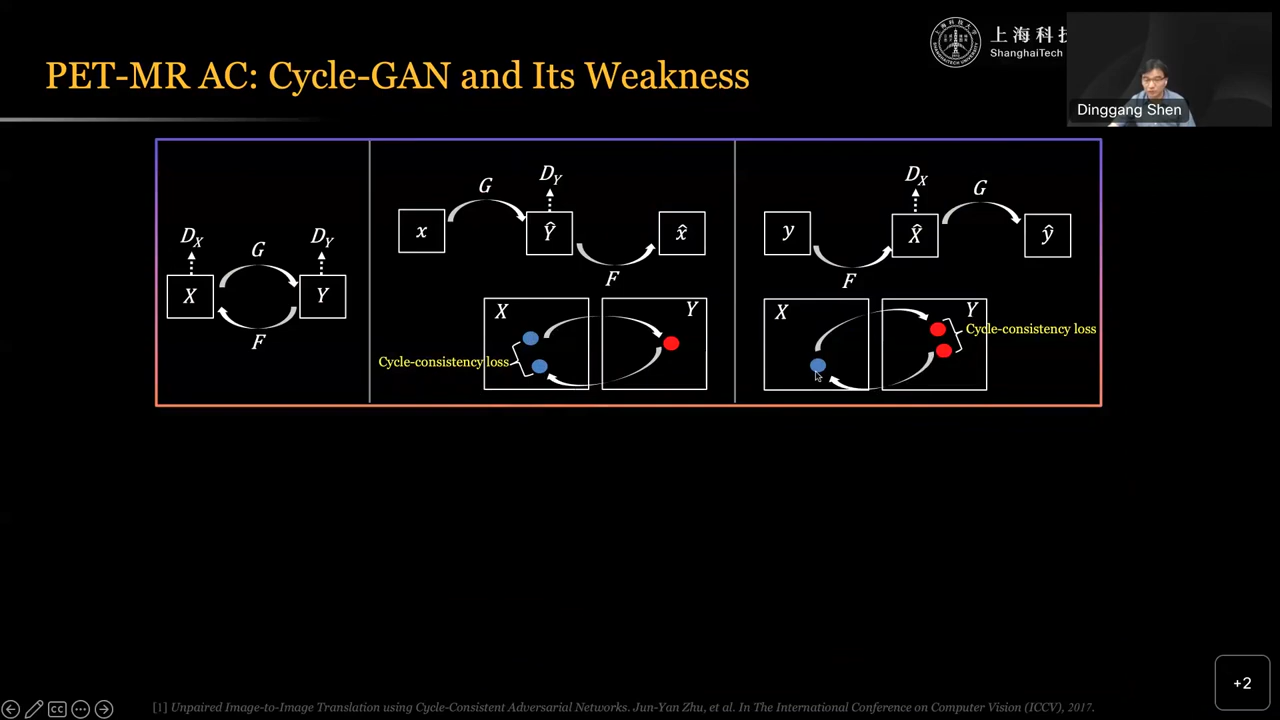 PET-MR AC: Cycle-GAN and Its Weakness
上海科技
ShanghaiTech
Dinggang Shen
D_X
G
D_Y
X
Y
F
G
D_Y
x
Ŷ
x̂
F
X
Y
Cycle-consistency loss
D_X
G
y
X̂
ŷ
F
X
Y
Cycle-consistency loss
+2
CC
[1] Unpaired Image-to-Image Translation using Cycle-Consistent Adversarial Networks. Jun-Yan Zhu, et al. In The International Conference on Computer Vision (ICCV), 2017.